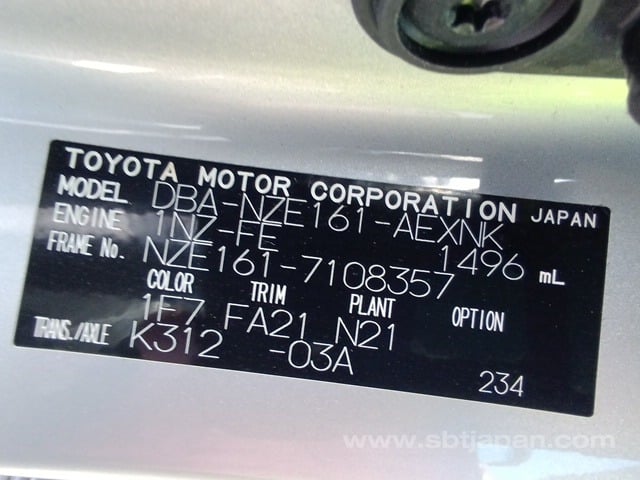 TOYOTA MOTOR CORPORATION JAPAN
MODEL DBA-NZE161-AEXNK
ENGINE 1NZ-FE 1496 mL
FRAME No. NZE161-7108357
COLOR TRIM PLANT OPTION
1F7 FA21 N21
TRANS./AXLE K312 -03A
234
www.sbtjapan.com